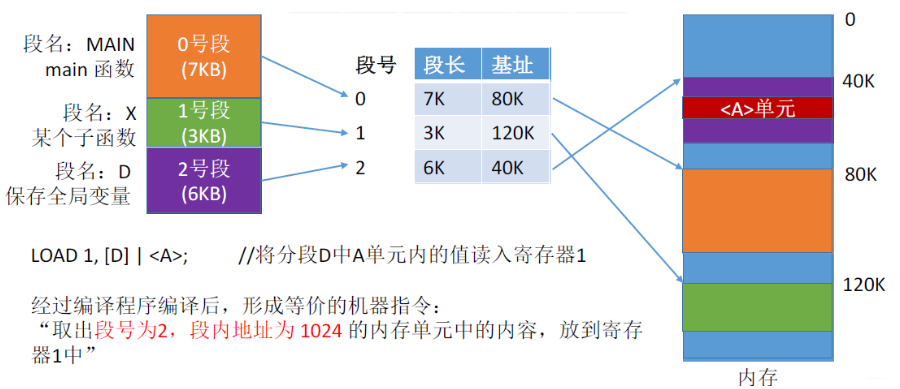 段名：MAIN
main 函数
0号段
(7KB)
段名：X
某个子函数
1号段
(3KB)
段名：D
保存全局变量
2号段
(6KB)
段号 段长 基址
0 7K 80K
1 3K 120K
2 6K 40K
0
40K
<A>单元
80K
120K
内存
LOAD 1, [D] | <A>; //将分段D中A单元内的值读入寄存器1
经过编译程序编译后，形成等价的机器指令：
“取出段号为2，段内地址为 1024 的内存单元中的内容，放到寄存
器1中”